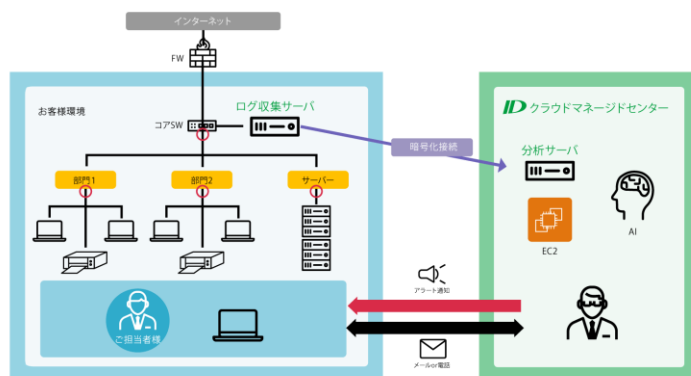 インターネット
FW
お客様環境
コアSW
ログ収集サーバ
部門1
部門2
サーバー
ご担当者様
暗号化接続
アラート通知
メールor電話
ID クラウドマネージドセンター
分析サーバ
EC2
AI